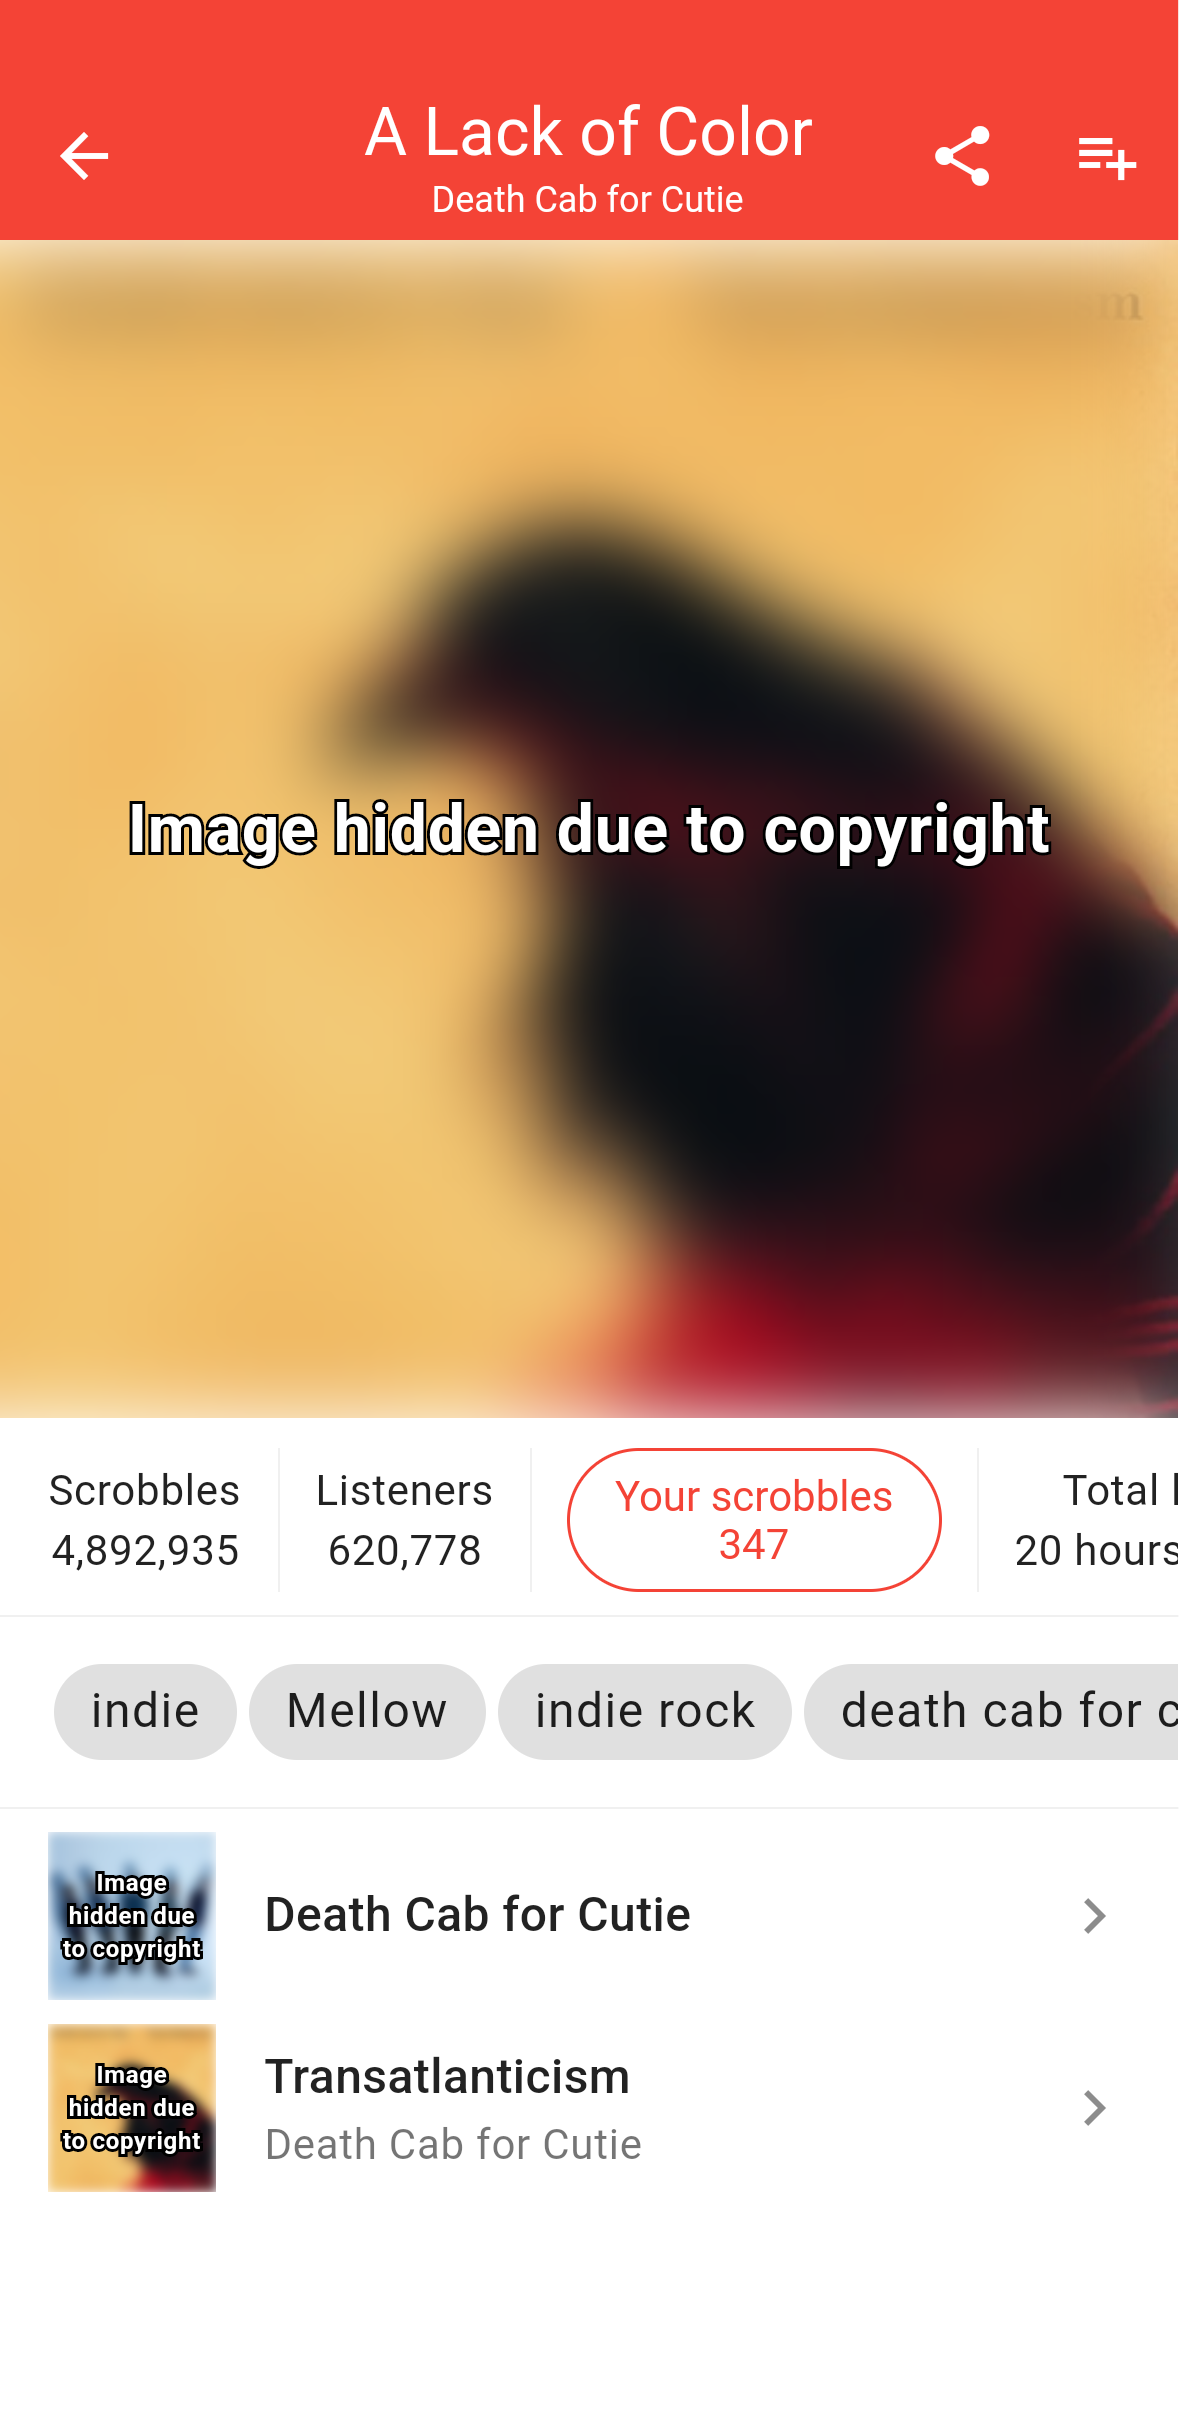 A Lack of Color
Death Cab for Cutie
m
Image hidden due to copyright
Scrobbles
4,892,935
Listeners
620,778
Your scrobbles
347
Total
20 hours
indie
Mellow
indie rock
death cab for c
Image
hidden due
to copyright
Death Cab for Cutie
Image
hidden due
to copyright
Transatlanticism
Death Cab for Cutie